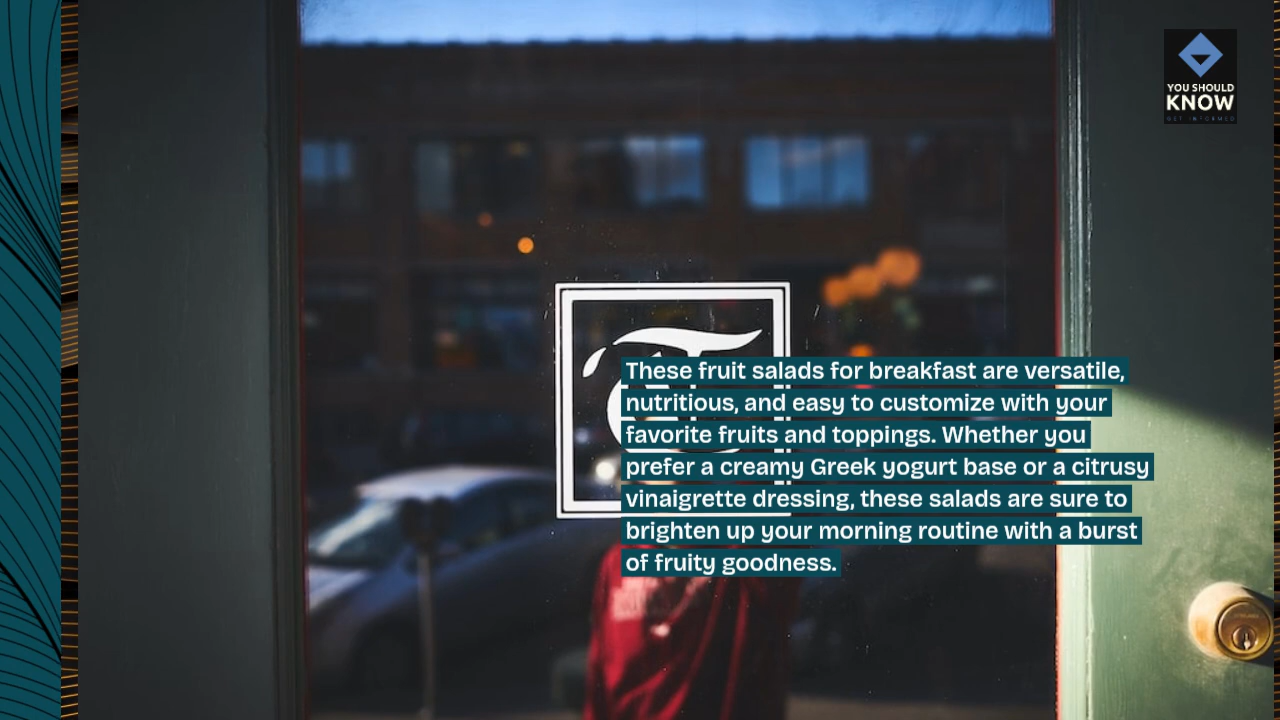 YOU SHOULD
KNOW
GET INFORMED
T
These fruit salads for breakfast are versatile,
nutritious, and easy to customize with your
favorite fruits and toppings. Whether you
prefer a creamy Greek yogurt base or a citrusy
vinaigrette dressing, these salads are sure to
brighten up your morning routine with a burst
of fruity goodness.